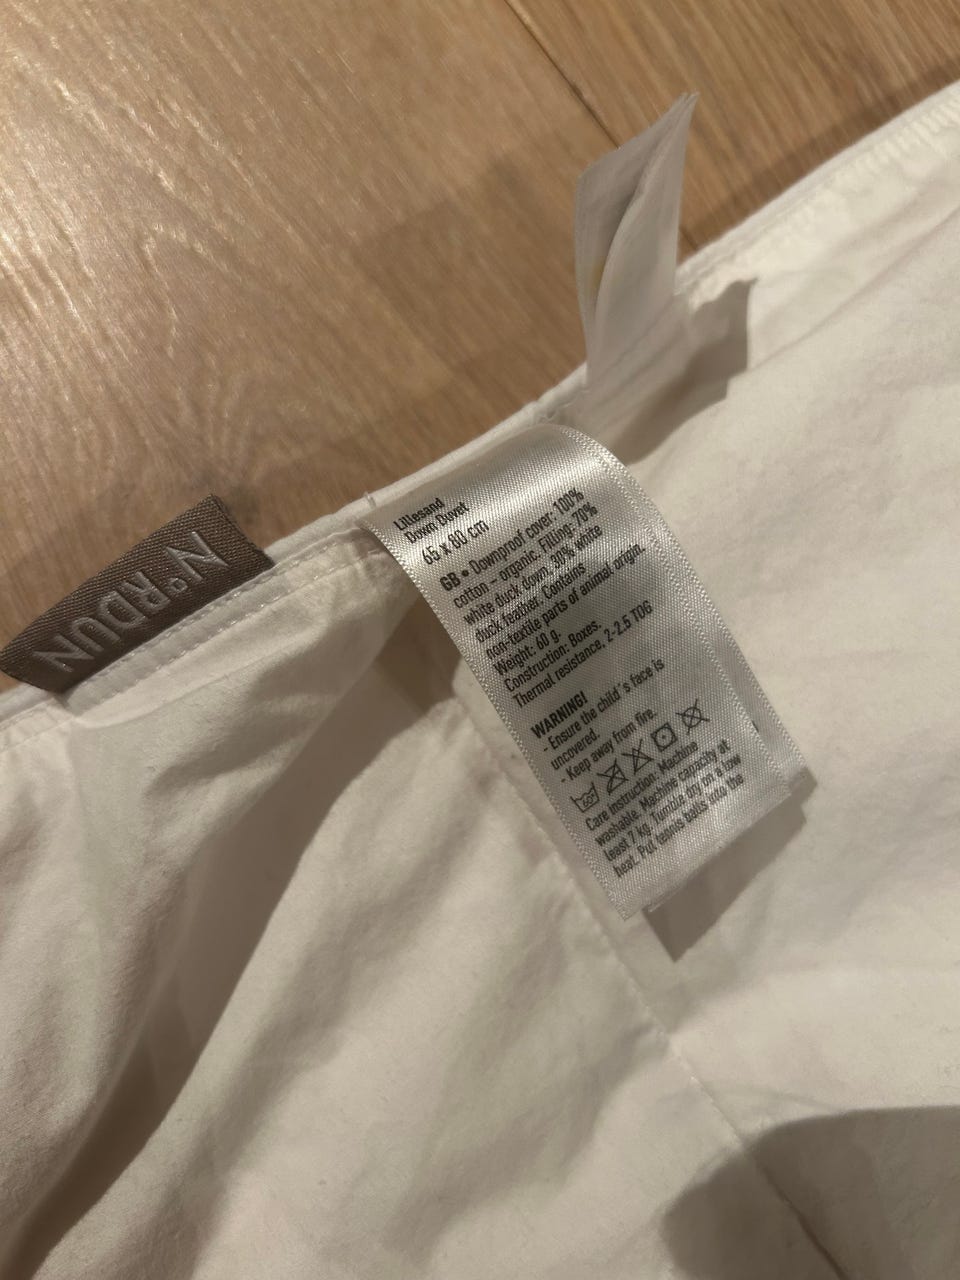 N°RDUN
Lillesand
Down Duvet
65 x 80 cm
GB • Downproof cover: 100%
cotton – organic. Filling: 70%
white duck down, 30% white
duck feather. Contains
non-textile parts of animal origin.
Weight: 60 g.
Construction: Boxes.
Thermal resistance, 2-2.5 TOG
WARNING!
- Ensure the child's face is
uncovered.
- Keep away from fire.
60°
Care instruction: Machine
washable. Machine capacity at
least 7 kg. Tumble dry on a low
heat. Put tennis balls into the